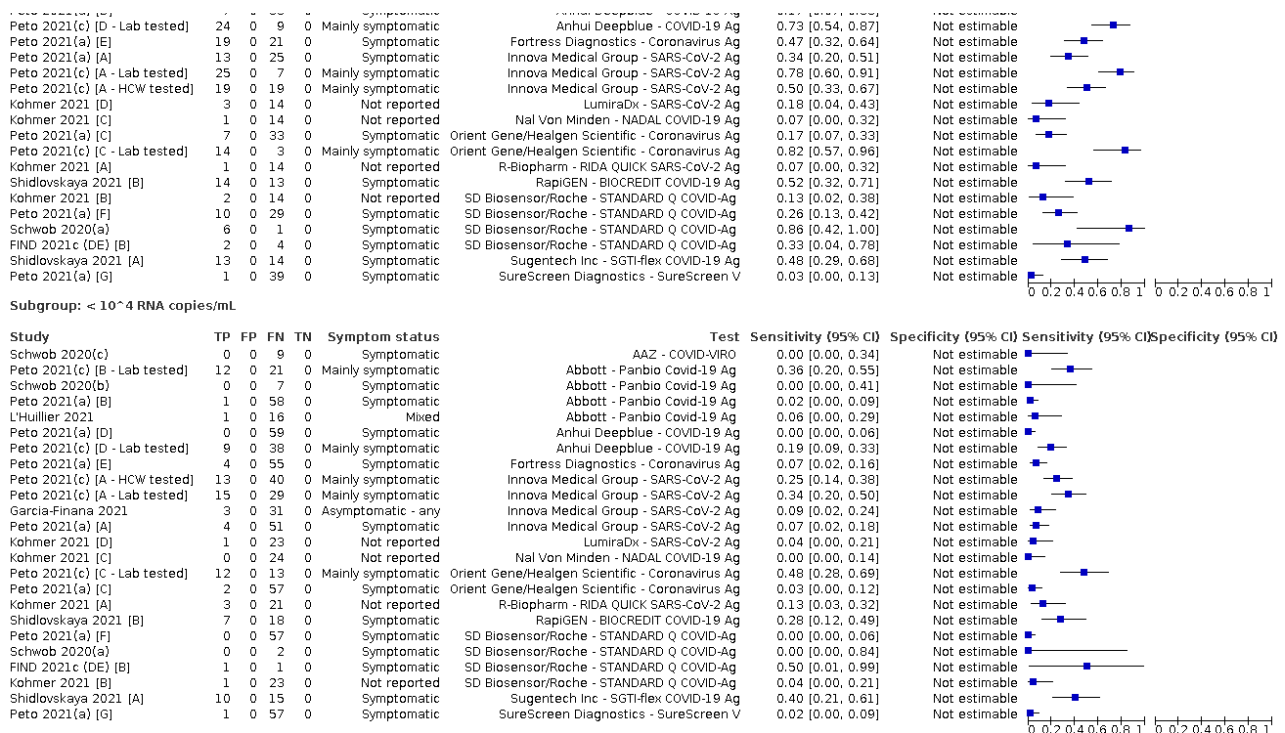 Peto 2021(c) [D - Lab tested] 24 0 9 0 Mainly symptomatic Anhui Deepblue - COVID-19 Ag 0.73 [0.54, 0.87] Not estimable
Peto 2021(a) [E] 19 0 21 0 Symptomatic Fortress Diagnostics - Coronavirus Ag 0.47 [0.32, 0.64] Not estimable
Peto 2021(a) [A] 13 0 25 0 Symptomatic Innova Medical Group - SARS-CoV-2 Ag 0.34 [0.20, 0.51] Not estimable
Peto 2021(c) [A - Lab tested] 25 0 7 0 Mainly symptomatic Innova Medical Group - SARS-CoV-2 Ag 0.78 [0.60, 0.91] Not estimable
Peto 2021(c) [A - HCW tested] 19 0 19 0 Mainly symptomatic Innova Medical Group - SARS-CoV-2 Ag 0.50 [0.33, 0.67] Not estimable
Kohmer 2021 [D] 3 0 14 0 Not reported LumiraDx - SARS-CoV-2 Ag 0.18 [0.04, 0.43] Not estimable
Kohmer 2021 [C] 1 0 14 0 Not reported Nal Von Minden - NADAL COVID-19 Ag 0.07 [0.00, 0.32] Not estimable
Peto 2021(a) [C] 7 0 33 0 Symptomatic Orient Gene/Healgen Scientific - Coronavirus Ag 0.17 [0.07, 0.33] Not estimable
Peto 2021(c) [C - Lab tested] 14 0 3 0 Mainly symptomatic Orient Gene/Healgen Scientific - Coronavirus Ag 0.82 [0.57, 0.96] Not estimable
Kohmer 2021 [A] 1 0 14 0 Not reported R-Biopharm - RIDA QUICK SARS-CoV-2 Ag 0.07 [0.00, 0.32] Not estimable
Shidlovskaya 2021 [B] 14 0 13 0 Symptomatic RapiGEN - BIOCREDIT COVID-19 Ag 0.52 [0.32, 0.71] Not estimable
Kohmer 2021 [B] 2 0 14 0 Not reported SD Biosensor/Roche - STANDARD Q COVID-Ag 0.13 [0.02, 0.38] Not estimable
Peto 2021(a) [F] 10 0 29 0 Symptomatic SD Biosensor/Roche - STANDARD Q COVID-Ag 0.26 [0.13, 0.42] Not estimable
Schwob 2020(a) 6 0 1 0 Symptomatic SD Biosensor/Roche - STANDARD Q COVID-Ag 0.86 [0.42, 1.00] Not estimable
FIND 2021c (DE) [B] 2 0 4 0 Symptomatic SD Biosensor/Roche - STANDARD Q COVID-Ag 0.33 [0.04, 0.78] Not estimable
Shidlovskaya 2021 [A] 13 0 14 0 Symptomatic Sugentech Inc - SGTI-flex COVID-19 Ag 0.48 [0.29, 0.68] Not estimable
Peto 2021(a) [G] 1 0 39 0 Symptomatic SureScreen Diagnostics - SureScreen V 0.03 [0.00, 0.13] Not estimable
0 0.2 0.4 0.6 0.8 1 0 0.2 0.4 0.6 0.8 1
Subgroup: < 10^4 RNA copies/mL
Study TP FP FN TN Symptom status Test Sensitivity (95% CI) Specificity (95% CI) Sensitivity (95% CI) Specificity (95% CI)
Schwob 2020(c) 0 0 9 0 Symptomatic AAZ - COVID-VIRO 0.00 [0.00, 0.34] Not estimable
Peto 2021(c) [B - Lab tested] 12 0 21 0 Mainly symptomatic Abbott - Panbio Covid-19 Ag 0.36 [0.20, 0.55] Not estimable
Schwob 2020(b) 0 0 7 0 Symptomatic Abbott - Panbio Covid-19 Ag 0.00 [0.00, 0.41] Not estimable
Peto 2021(a) [B] 1 0 58 0 Symptomatic Abbott - Panbio Covid-19 Ag 0.02 [0.00, 0.09] Not estimable
L'Huillier 2021 1 0 16 0 Mixed Abbott - Panbio Covid-19 Ag 0.06 [0.00, 0.29] Not estimable
Peto 2021(a) [D] 0 0 59 0 Symptomatic Anhui Deepblue - COVID-19 Ag 0.00 [0.00, 0.06] Not estimable
Peto 2021(c) [D - Lab tested] 9 0 38 0 Mainly symptomatic Anhui Deepblue - COVID-19 Ag 0.19 [0.09, 0.33] Not estimable
Peto 2021(a) [E] 4 0 55 0 Symptomatic Fortress Diagnostics - Coronavirus Ag 0.07 [0.02, 0.16] Not estimable
Peto 2021(c) [A - HCW tested] 13 0 40 0 Mainly symptomatic Innova Medical Group - SARS-CoV-2 Ag 0.25 [0.14, 0.38] Not estimable
Peto 2021(c) [A - Lab tested] 15 0 29 0 Mainly symptomatic Innova Medical Group - SARS-CoV-2 Ag 0.34 [0.20, 0.50] Not estimable
Garcia-Finana 2021 3 0 31 0 Asymptomatic - any Innova Medical Group - SARS-CoV-2 Ag 0.09 [0.02, 0.24] Not estimable
Peto 2021(a) [A] 4 0 51 0 Symptomatic Innova Medical Group - SARS-CoV-2 Ag 0.07 [0.02, 0.18] Not estimable
Kohmer 2021 [D] 1 0 23 0 Not reported LumiraDx - SARS-CoV-2 Ag 0.04 [0.00, 0.21] Not estimable
Kohmer 2021 [C] 0 0 24 0 Not reported Nal Von Minden - NADAL COVID-19 Ag 0.00 [0.00, 0.14] Not estimable
Peto 2021(c) [C - Lab tested] 12 0 13 0 Mainly symptomatic Orient Gene/Healgen Scientific - Coronavirus Ag 0.48 [0.28, 0.69] Not estimable
Peto 2021(a) [C] 2 0 57 0 Symptomatic Orient Gene/Healgen Scientific - Coronavirus Ag 0.03 [0.00, 0.12] Not estimable
Kohmer 2021 [A] 3 0 21 0 Not reported R-Biopharm - RIDA QUICK SARS-CoV-2 Ag 0.13 [0.03, 0.32] Not estimable
Shidlovskaya 2021 [B] 7 0 18 0 Symptomatic RapiGEN - BIOCREDIT COVID-19 Ag 0.28 [0.12, 0.49] Not estimable
Peto 2021(a) [F] 0 0 57 0 Symptomatic SD Biosensor/Roche - STANDARD Q COVID-Ag 0.00 [0.00, 0.06] Not estimable
Schwob 2020(a) 0 0 2 0 Symptomatic SD Biosensor/Roche - STANDARD Q COVID-Ag 0.00 [0.00, 0.84] Not estimable
FIND 2021c (DE) [B] 1 0 1 0 Symptomatic SD Biosensor/Roche - STANDARD Q COVID-Ag 0.50 [0.01, 0.99] Not estimable
Kohmer 2021 [B] 1 0 23 0 Not reported SD Biosensor/Roche - STANDARD Q COVID-Ag 0.04 [0.00, 0.21] Not estimable
Shidlovskaya 2021 [A] 10 0 15 0 Symptomatic Sugentech Inc - SGTI-flex COVID-19 Ag 0.40 [0.21, 0.61] Not estimable
Peto 2021(a) [G] 1 0 57 0 Symptomatic SureScreen Diagnostics - SureScreen V 0.02 [0.00, 0.09] Not estimable
0 0.2 0.4 0.6 0.8 1 0 0.2 0.4 0.6 0.8 1